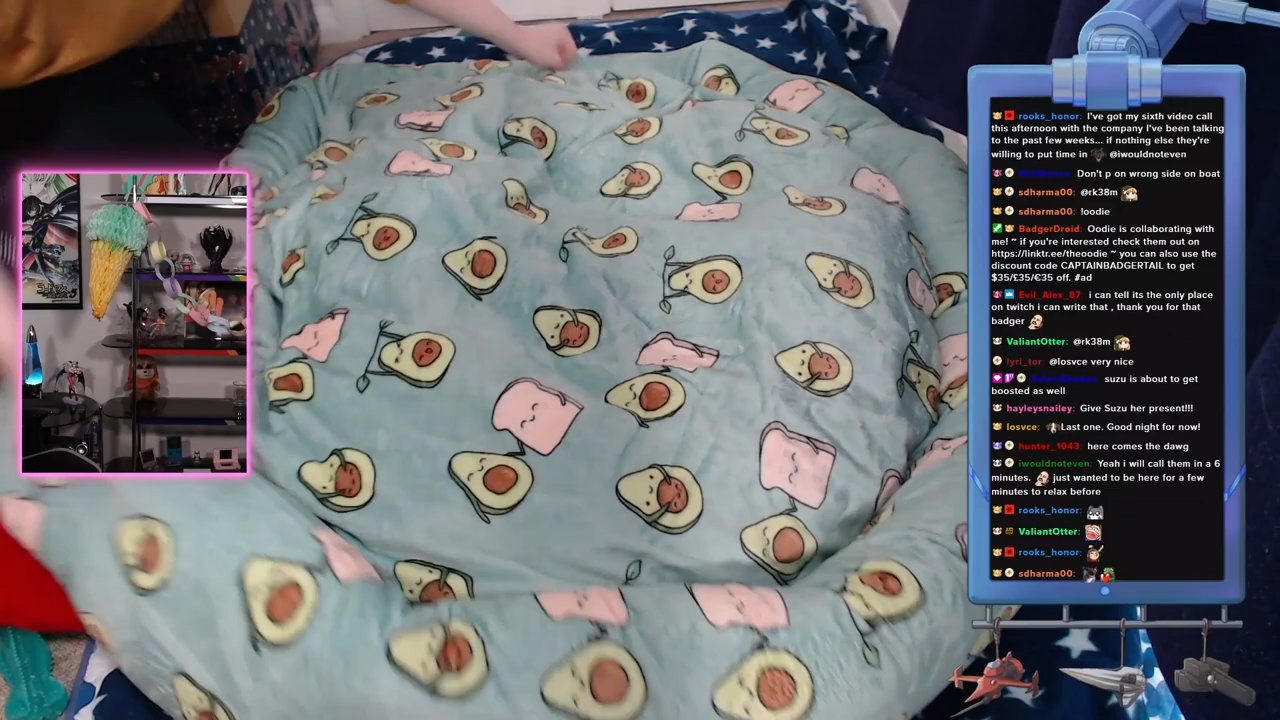 rooks_honor: I've got my sixth video call
this afternoon with the company I've been talking
to the past few weeks... if nothing else they're
willing to put time in @iwouldnoteven
Don't p on wrong side on boat
sdharma00: @rk38m
sdharma00: !oodie
BadgerDroid: Oodie is collaborating with
me! ~ if you're interested check them out on
https://linktr.ee/theoodie ~ you can also use the
discount code CAPTAINBADGERTAIL to get
$35/£35/€35 off. #ad
Evil_Alex_87 i can tell its the only place
on twitch i can write that , thank you for that
badger
ValiantOtter: @rk38m
lyri_tor: @losvce very nice
suzu is about to get
boosted as well
hayleysnailey: Give Suzu her present!!!
losvce: Last one. Good night for now!
hunter_1043: here comes the dawg
iwouldnoteven: Yeah i will call them in a 6
minutes. just wanted to be here for a few
minutes to relax before
rooks_honor:
ValiantOtter:
rooks_honor:
sdharma00: